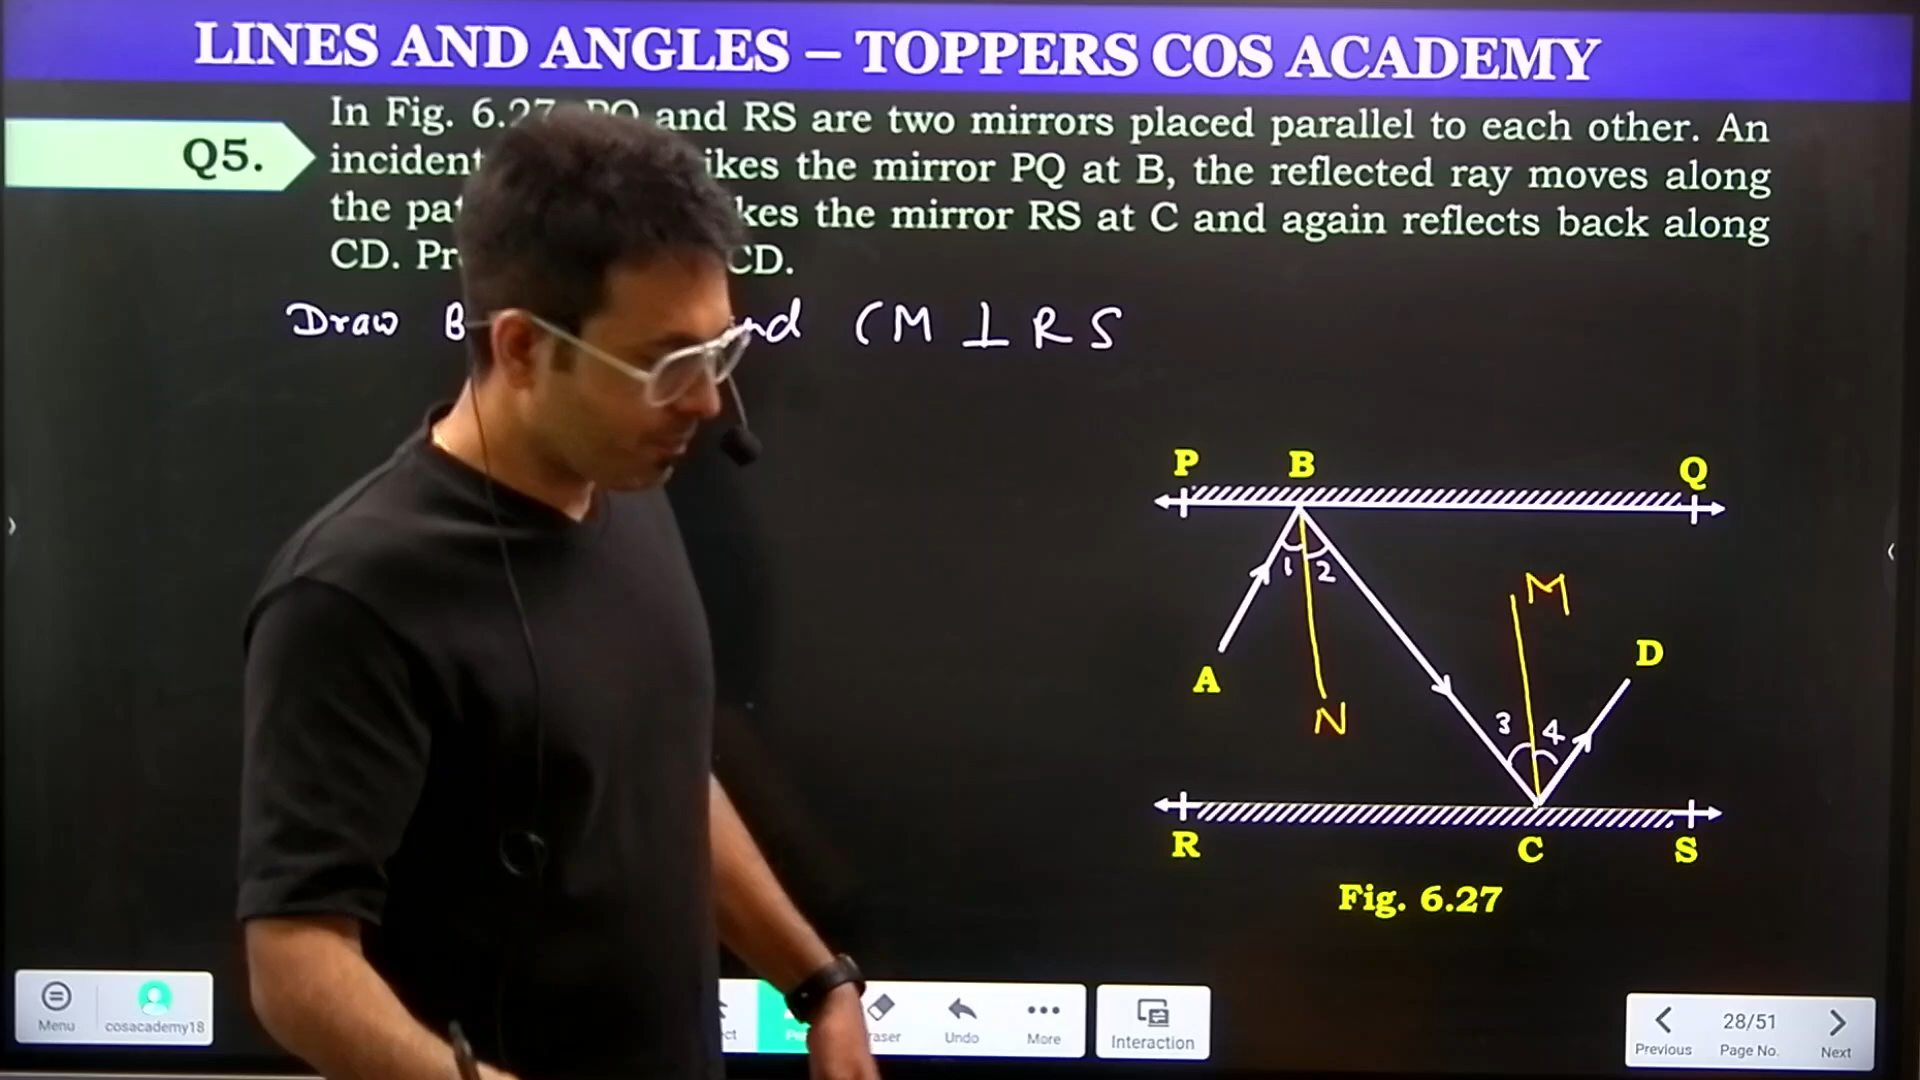 LINES AND ANGLES – TOPPERS COS ACADEMY
Q5.
In Fig. 6.27, PQ and RS are two mirrors placed parallel to each other. An
incident ikes the mirror PQ at B, the reflected ray moves along
the pat kes the mirror RS at C and again reflects back along
CD. Pr CD.
Draw B nd CM ⊥ RS
P B Q
1 2
M
D
A
N
3 4
R C S
Fig. 6.27
Menu
cosacademy18
Undo
More
Interaction
Previous
28/51
Page No.
Next